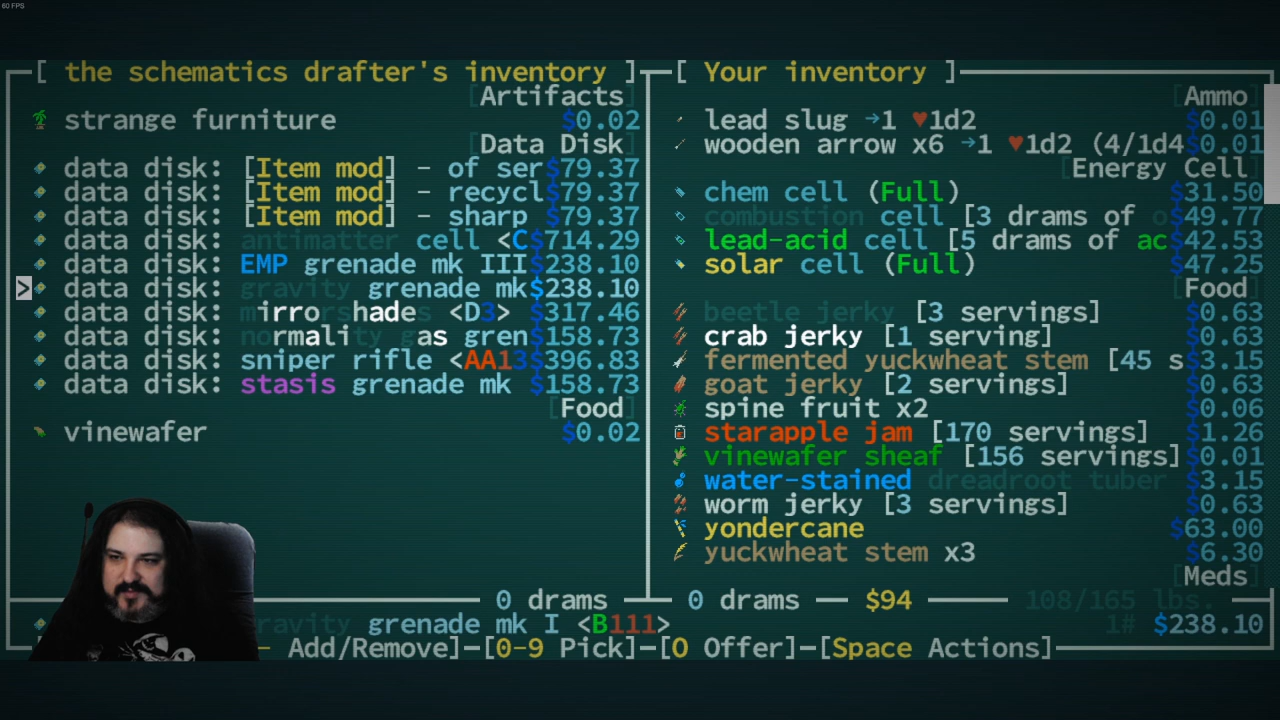 60 FPS
[ the schematics drafter's inventory ]
[Artifacts]
strange furniture $0.02
[Data Disk]
data disk: [Item mod] - of ser $79.37
data disk: [Item mod] - recycl $79.37
data disk: [Item mod] - sharp $79.37
data disk: antimatter cell <C $714.29
data disk: EMP grenade mk III $238.10
> data disk: gravity grenade mk $238.10
data disk: mirrorshades <D3> $317.46
data disk: normality gas gren $158.73
data disk: sniper rifle <AA13 $396.83
data disk: stasis grenade mk $158.73
[Food]
vinewafer $0.02
0 drams
[ Your inventory ]
[Ammo]
lead slug →1 ♥1d2 $0.01
wooden arrow x6 →1 ♥1d2 (4/1d4 $0.01
[Energy Cell]
chem cell (Full) $31.50
combustion cell [3 drams of o $49.77
lead-acid cell [5 drams of ac $42.53
solar cell (Full) $47.25
[Food]
beetle jerky [3 servings] $0.63
crab jerky [1 serving] $0.63
fermented yuckwheat stem [45 s $3.15
goat jerky [2 servings] $0.63
spine fruit x2 $0.06
starapple jam [170 servings] $1.26
vinewafer sheaf [156 servings] $0.01
water-stained dreadroot tuber $3.15
worm jerky [3 servings] $0.63
yondercane $63.00
yuckwheat stem x3 $6.30
[Meds]
0 drams — $94 108/165 lbs.
gravity grenade mk I <B111> 1# $238.10
Add/Remove]—[0-9 Pick]—[O Offer]—[Space Actions]